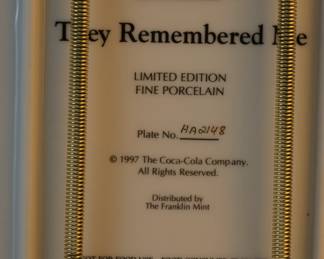 They Remembered Me
LIMITED EDITION
FINE PORCELAIN
Plate No. HA2148
© 1997 The Coca-Cola Company.
All Rights Reserved.
Distributed by
The Franklin Mint